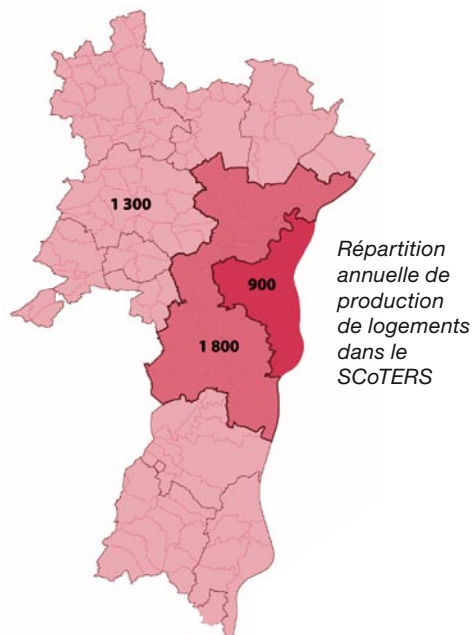 1 300
900
1 800
Répartition
annuelle de
production
de logements
dans le
SCoTERS